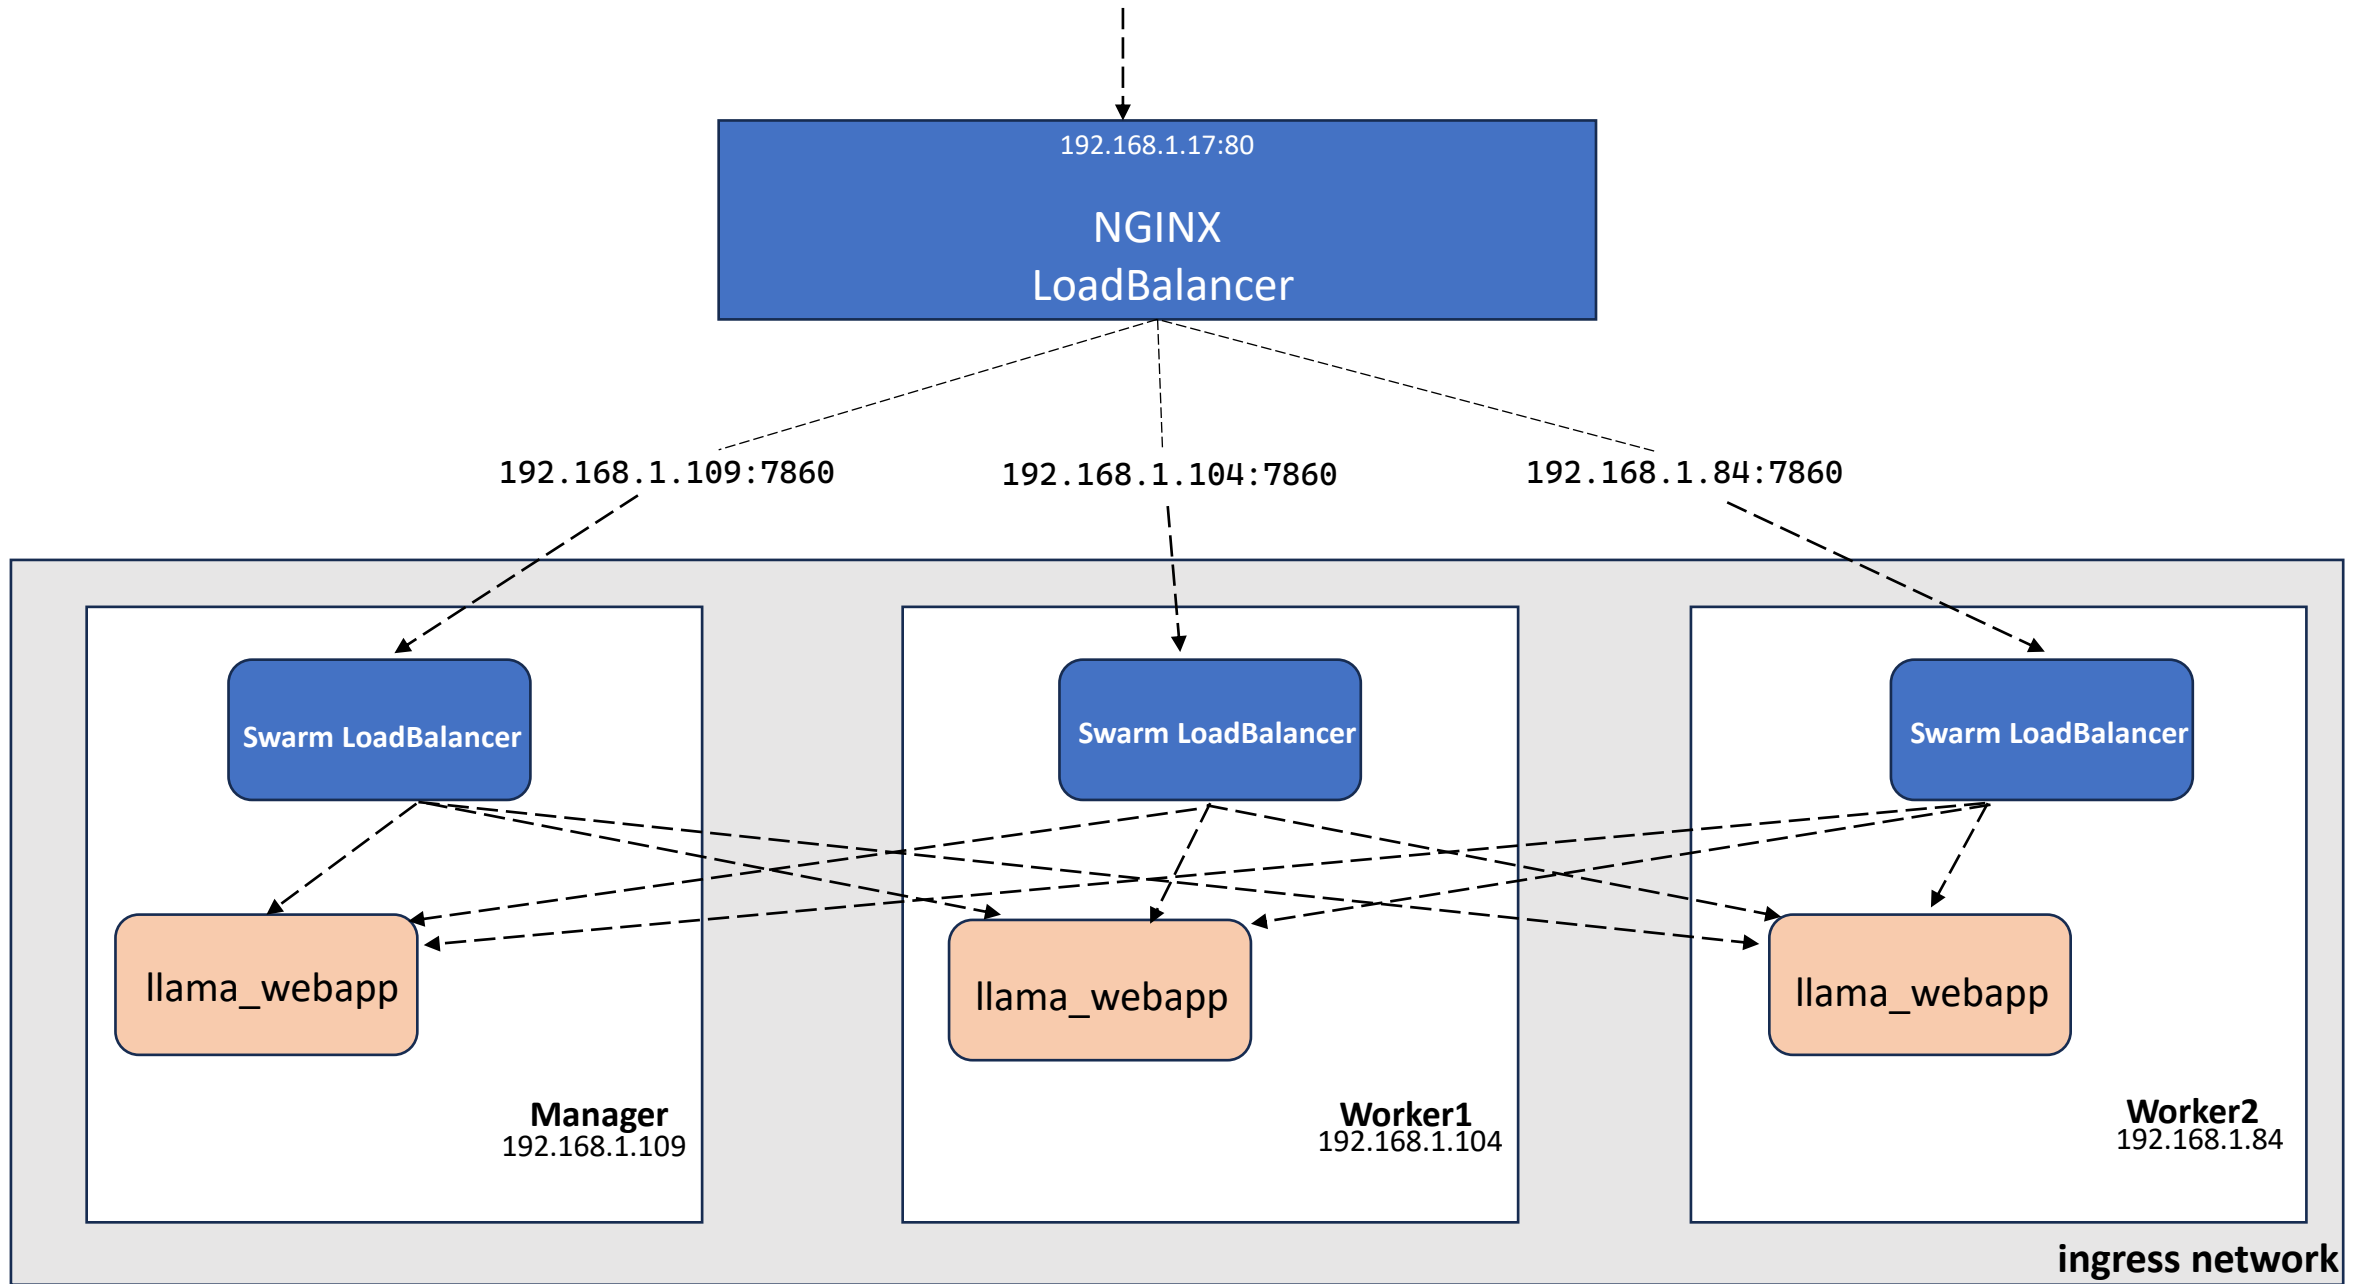 192.168.1.17:80
NGINX
LoadBalancer
192.168.1.109:7860
192.168.1.104:7860
192.168.1.84:7860
Swarm LoadBalancer
Swarm LoadBalancer
Swarm LoadBalancer
llama_webapp
llama_webapp
llama_webapp
Manager
192.168.1.109
Worker1
192.168.1.104
Worker2
192.168.1.84
ingress network